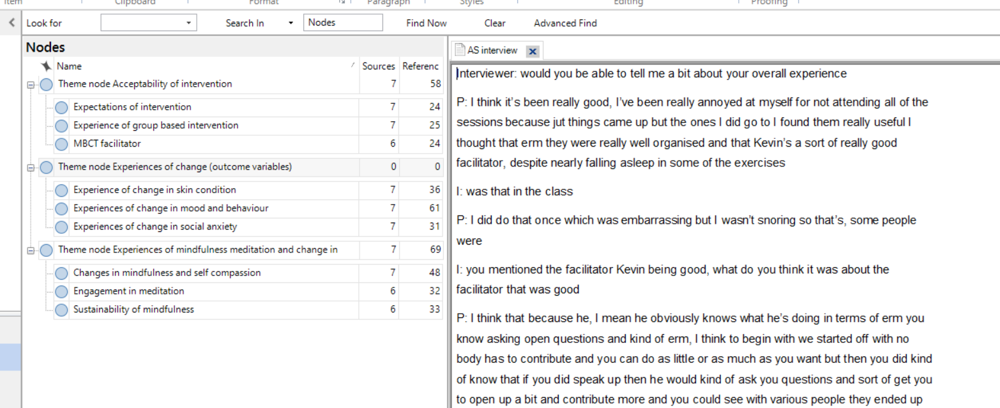 Item Clipboard Format Paragraph Styles Editing Proofing
Look for Search In Nodes Find Now Clear Advanced Find
Nodes
Name Sources Referenc
Theme node Acceptability of intervention 7 58
Expectations of intervention 7 24
Experience of group based intervention 7 25
MBCT facilitator 6 24
Theme node Experiences of change (outcome variables) 0 0
Experience of change in skin condition 7 36
Experiences of change in mood and behaviour 7 61
Experiences of change in social anxiety 7 31
Theme node Experiences of mindfulness meditation and change in 7 69
Changes in mindfulness and self compassion 7 48
Engagement in meditation 6 32
Sustainability of mindfulness 6 33
AS interview
Interviewer: would you be able to tell me a bit about your overall experience
P: I think it's been really good, I've been really annoyed at myself for not attending all of the
sessions because jut things came up but the ones I did go to I found them really useful I
thought that erm they were really well organised and that Kevin's a sort of really good
facilitator, despite nearly falling asleep in some of the exercises
I: was that in the class
P: I did do that once which was embarrassing but I wasn't snoring so that's, some people
were
I: you mentioned the facilitator Kevin being good, what do you think it was about the
facilitator that was good
P: I think that because he, I mean he obviously knows what he's doing in terms of erm you
know asking open questions and kind of erm, I think to begin with we started off with no
body has to contribute and you can do as little or as much as you want but then you did kind
of know that if you did speak up then he would kind of ask you questions and sort of get you
to open up a bit and contribute more and you could see with various people they ended up